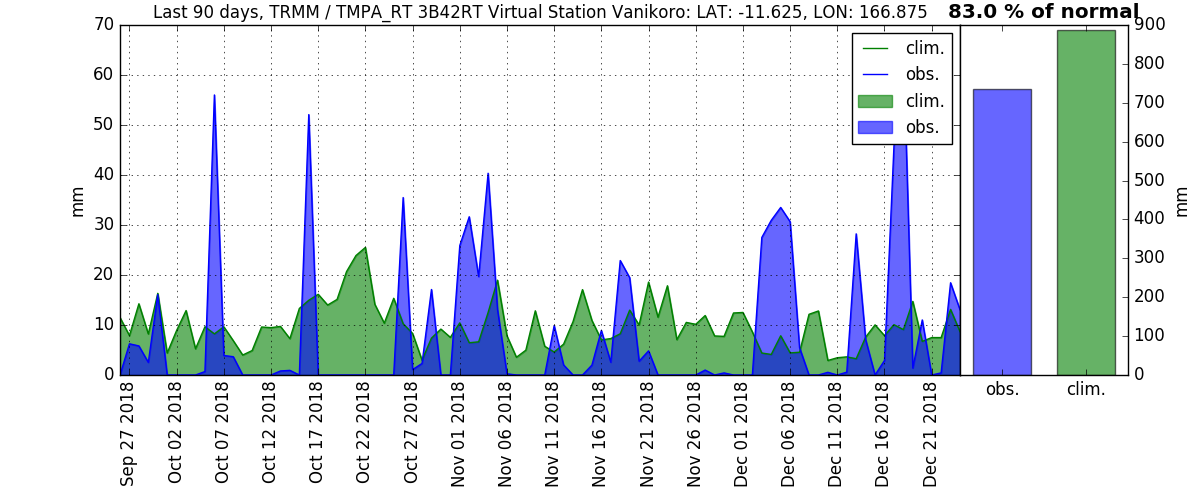 Last 90 days, TRMM / TMPA_RT 3B42RT Virtual Station Vanikoro: LAT: -11.625, LON: 166.875
83.0 % of normal
70
60
50
40
30
20
10
0
mm
clim.
obs.
clim.
obs.
900
800
700
600
500
400
300
200
100
0
mm
obs.
clim.
Sep 27 2018
Oct 02 2018
Oct 07 2018
Oct 12 2018
Oct 17 2018
Oct 22 2018
Oct 27 2018
Nov 01 2018
Nov 06 2018
Nov 11 2018
Nov 16 2018
Nov 21 2018
Nov 26 2018
Dec 01 2018
Dec 06 2018
Dec 11 2018
Dec 16 2018
Dec 21 2018